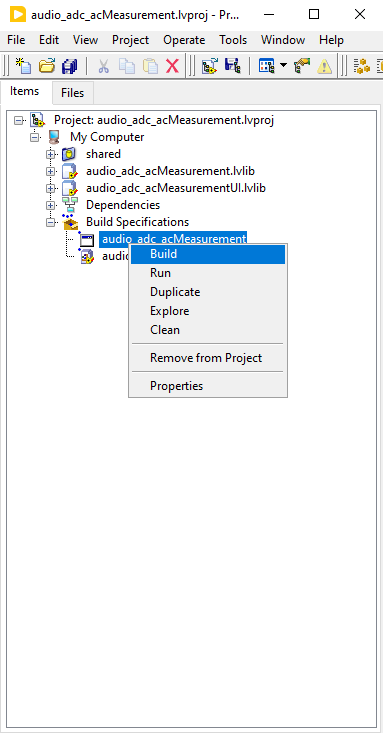 audio_adc_acMeasurement.lvproj - Pr...
File Edit View Project Operate Tools Window Help
Items Files
Project: audio_adc_acMeasurement.lvproj
My Computer
shared
audio_adc_acMeasurement.lvlib
audio_adc_acMeasurementUI.lvlib
Dependencies
Build Specifications
audio_adc_acMeasurement
audio
Build
Run
Duplicate
Explore
Clean
Remove from Project
Properties